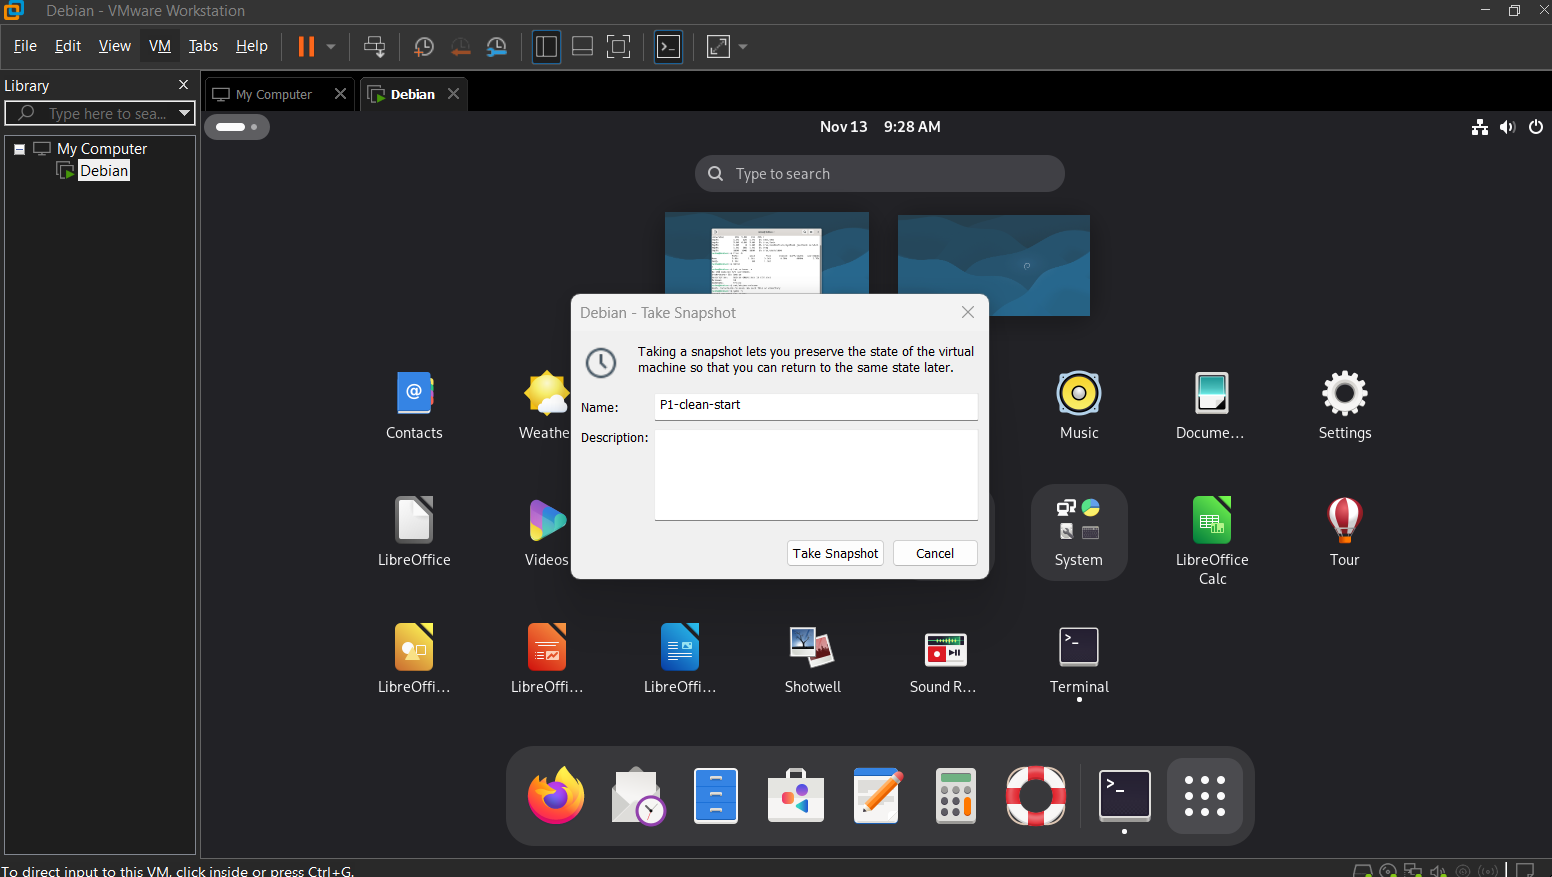 Debian - VMware Workstation
File Edit View VM Tabs Help
Library
Type here to sea...
My Computer
Debian
My Computer
Debian
Nov 13 9:28 AM
Type to search
Debian - Take Snapshot
Taking a snapshot lets you preserve the state of the virtual
machine so that you can return to the same state later.
Name: P1-clean-start
Description:
Take Snapshot Cancel
Contacts
Weathe
Music
Docume...
Settings
LibreOffice
Videos
System
LibreOffice
Calc
Tour
LibreOffi...
LibreOffi...
LibreOffi...
Shotwell
Sound R...
Terminal
To direct input to this VM, click inside or press Ctrl+G.